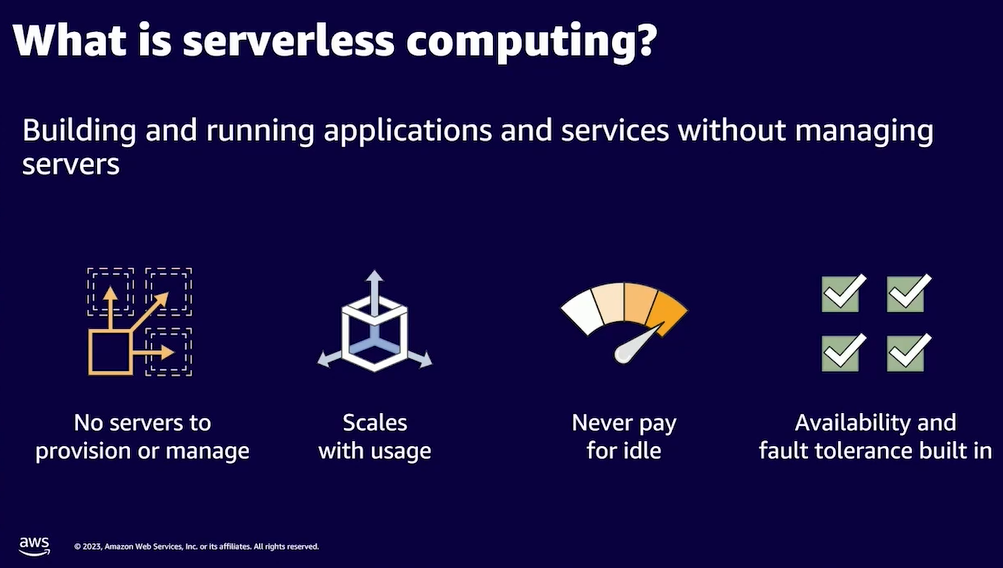 What is serverless computing?
Building and running applications and services without managing
servers
No servers to
provision or manage
Scales
with usage
Never pay
for idle
Availability and
fault tolerance built in
aws
© 2023, Amazon Web Services, Inc. or its affiliates. All rights reserved.